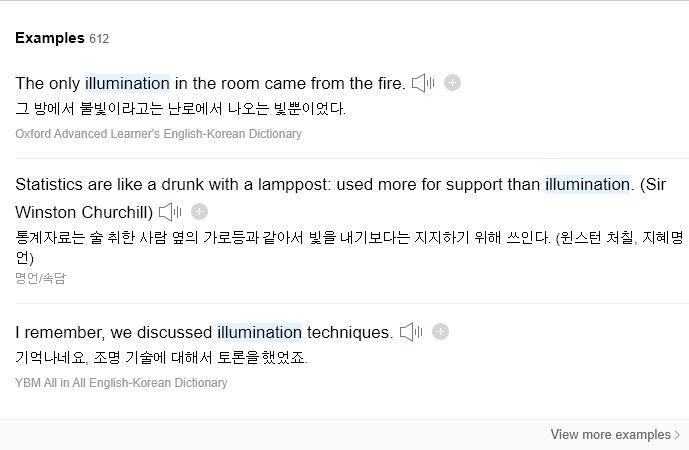 Examples 612
The only illumination in the room came from the fire.
그 방에서 불빛이라고는 난로에서 나오는 빛뿐이었다.
Oxford Advanced Learner's English-Korean Dictionary
Statistics are like a drunk with a lamppost: used more for support than illumination. (Sir
Winston Churchill)
통계자료는 술 취한 사람 옆의 가로등과 같아서 빛을 내기보다는 지지하기 위해 쓰인다. (윈스턴 처칠, 지혜명
언)
명언/속담
I remember, we discussed illumination techniques.
기억나네요, 조명 기술에 대해서 토론을 했었죠.
YBM All in All English-Korean Dictionary
View more examples >